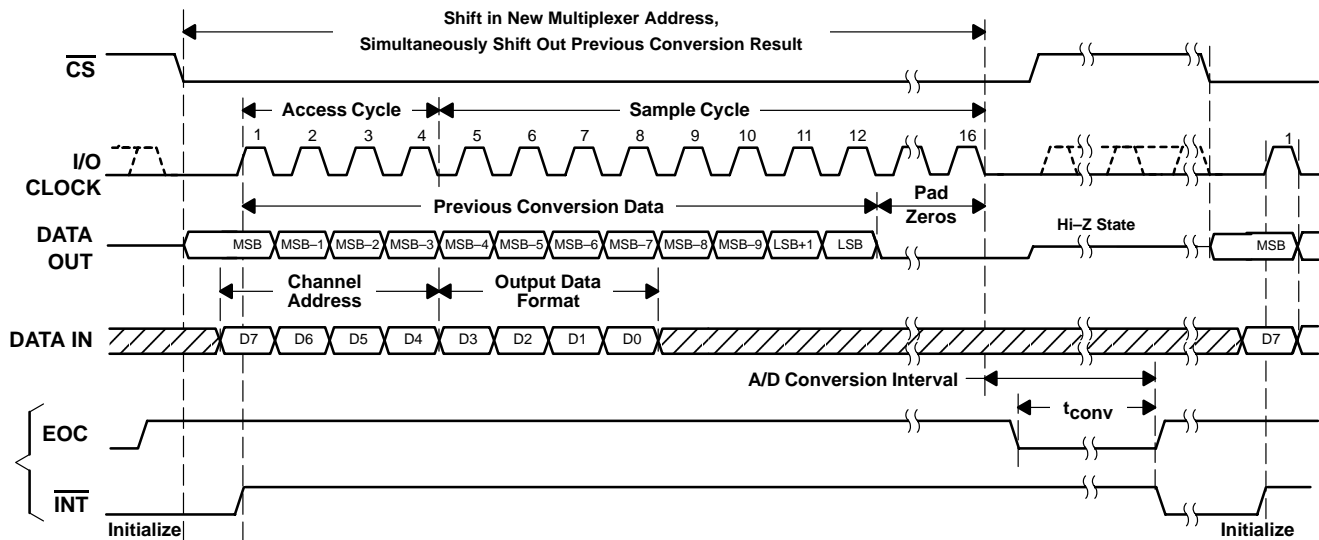 Shift in New Multiplexer Address,
Simultaneously Shift Out Previous Conversion Result
CS
Access Cycle
Sample Cycle
1 2 3 4 5 6 7 8 9 10 11 12 16 1
I/O
CLOCK
Previous Conversion Data
Pad
Zeros
DATA
OUT
MSB MSB–1 MSB–2 MSB–3 MSB–4 MSB–5 MSB–6 MSB–7 MSB–8 MSB–9 LSB+1 LSB
Hi–Z State
MSB
Channel
Address
Output Data
Format
DATA IN
D7 D6 D5 D4 D3 D2 D1 D0 D7
A/D Conversion Interval
tconv
EOC
INT
Initialize
Initialize